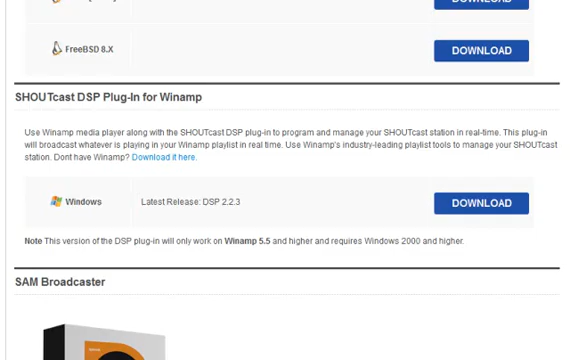 DOWNLOAD
FreeBSD 8.X
DOWNLOAD
SHOUTcast DSP Plug-In for Winamp
Use Winamp media player along with the SHOUTcast DSP plug-in to program and manage your SHOUTcast station in real-time. This plug-in
will broadcast whatever is playing in your Winamp playlist in real time. Use Winamp's industry-leading playlist tools to manage your SHOUTcast
station. Dont have Winamp? Download it here.
Windows
Latest Release: DSP 2.2.3
DOWNLOAD
Note This version of the DSP plug-in will only work on Winamp 5.5 and higher and requires Windows 2000 and higher.
SAM Broadcaster